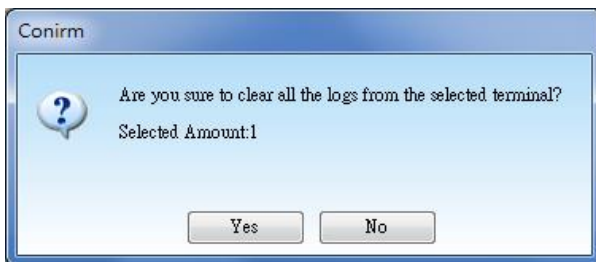 Conirm
Are you sure to clear all the logs from the selected terminal?
Selected Amount:1
Yes
No